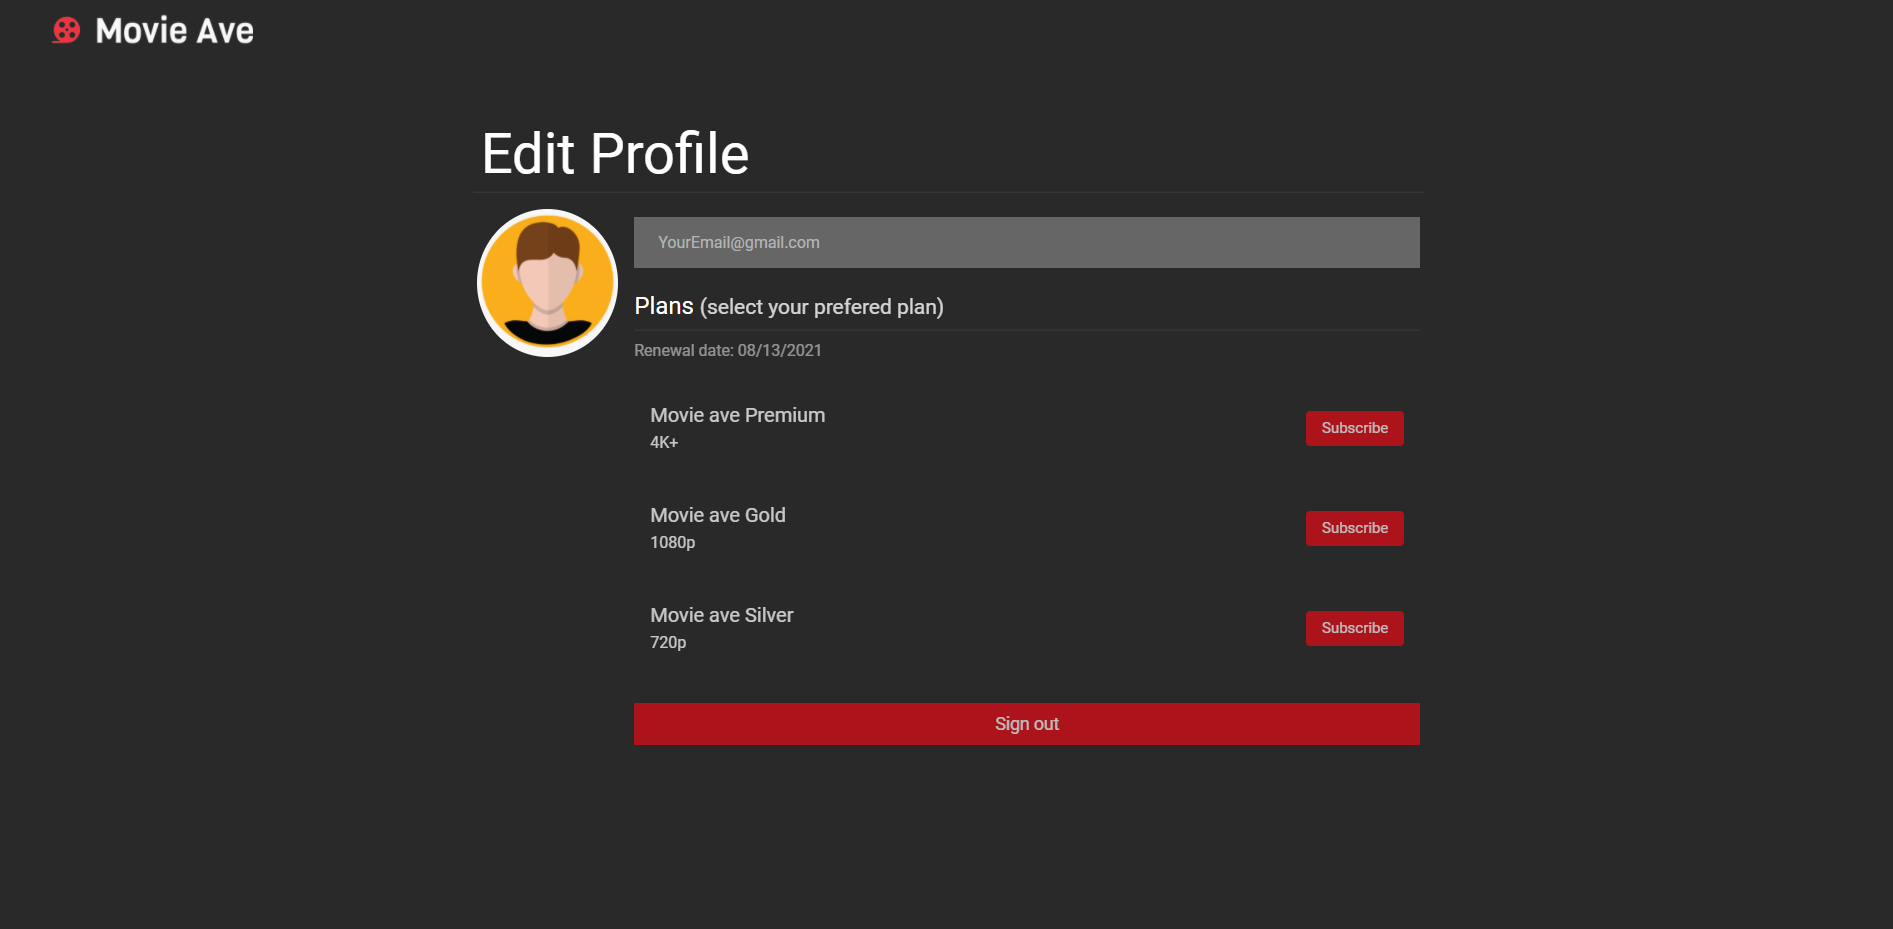 Movie Ave
Edit Profile
YourEmail@gmail.com
Plans (select your prefered plan)
Renewal date: 08/13/2021
Movie ave Premium
4K+
Subscribe
Movie ave Gold
1080p
Subscribe
Movie ave Silver
720p
Subscribe
Sign out